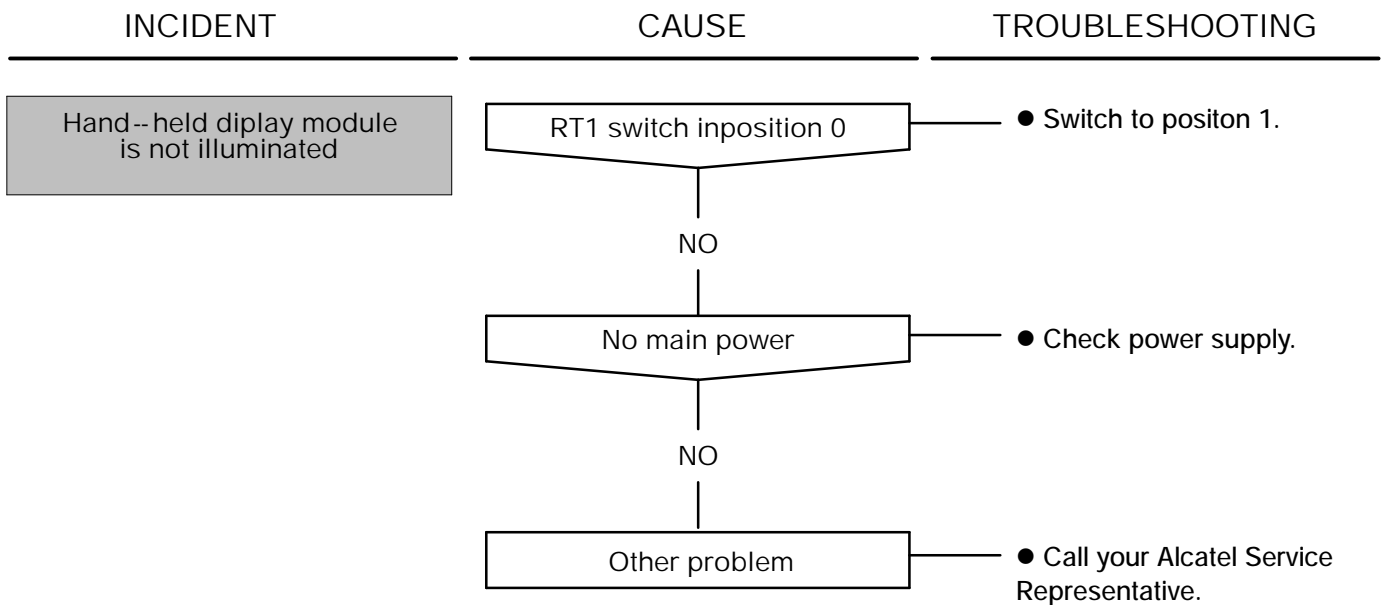 INCIDENT
CAUSE
TROUBLESHOOTING
Hand--held diplay module
is not illuminated
RT1 switch inposition 0
● Switch to positon 1.
NO
No main power
● Check power supply.
NO
Other problem
● Call your Alcatel Service
Representative.